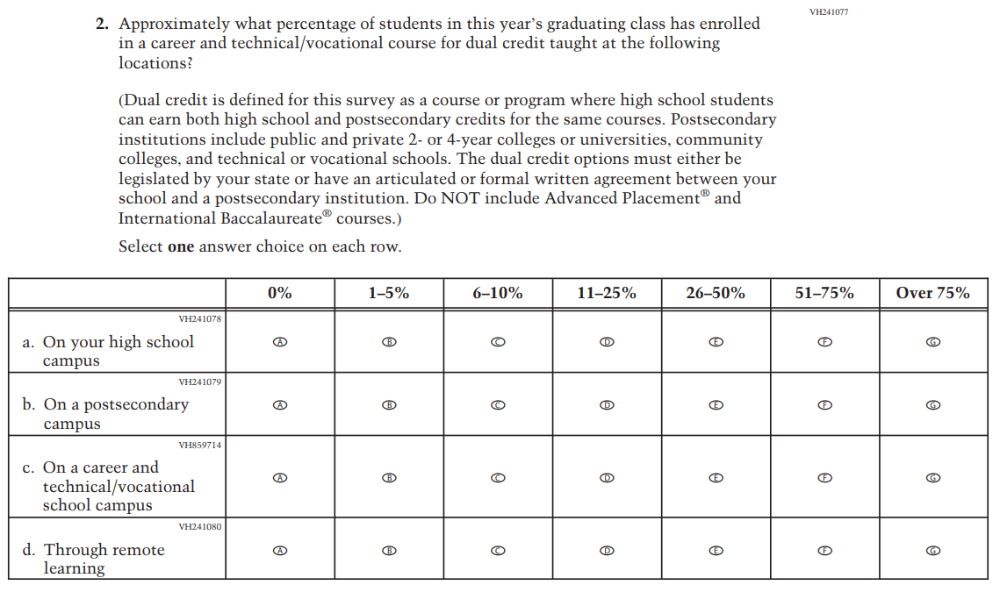 VH241077
2. Approximately what percentage of students in this year’s graduating class has enrolled
in a career and technical/vocational course for dual credit taught at the following
locations?
(Dual credit is defined for this survey as a course or program where high school students
can earn both high school and postsecondary credits for the same courses. Postsecondary
institutions include public and private 2- or 4-year colleges or universities, community
colleges, and technical or vocational schools. The dual credit options must either be
legislated by your state or have an articulated or formal written agreement between your
school and a postsecondary institution. Do NOT include Advanced Placement® and
International Baccalaureate® courses.)
Select one answer choice on each row.
0% 1–5% 6–10% 11–25% 26–50% 51–75% Over 75%
VH241078
a. On your high school
campus
A B C D E F G
VH241079
b. On a postsecondary
campus
A B C D E F G
VH859714
c. On a career and
technical/vocational
school campus
A B C D E F G
VH241080
d. Through remote
learning
A B C D E F G